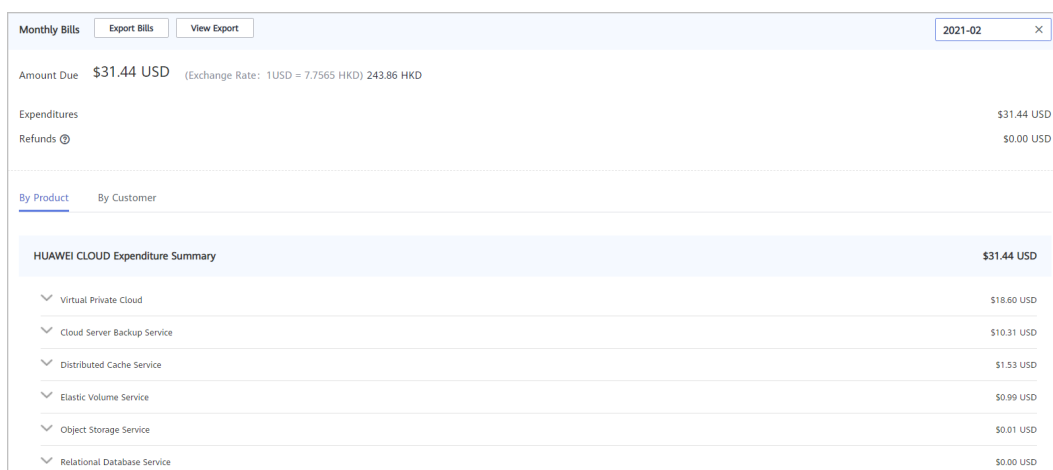 Monthly Bills Export Bills View Export 2021-02
Amount Due $31.44 USD (Exchange Rate: 1USD = 7.7565 HKD) 243.86 HKD
Expenditures $31.44 USD
Refunds $0.00 USD
By Product By Customer
HUAWEI CLOUD Expenditure Summary $31.44 USD
Virtual Private Cloud $18.60 USD
Cloud Server Backup Service $10.31 USD
Distributed Cache Service $1.53 USD
Elastic Volume Service $0.99 USD
Object Storage Service $0.01 USD
Relational Database Service $0.00 USD